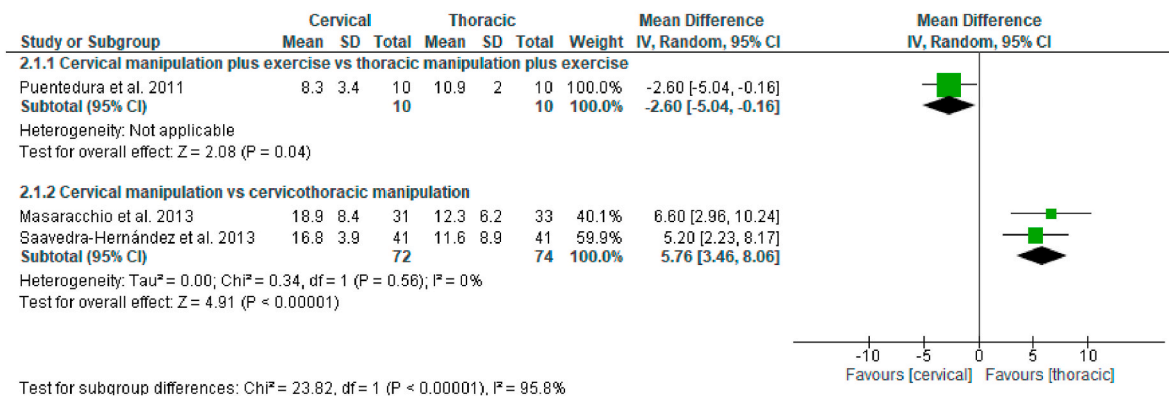 Cervical Thoracic Mean Difference Mean Difference
Study or Subgroup Mean SD Total Mean SD Total Weight IV, Random, 95% CI IV, Random, 95% CI
2.1.1 Cervical manipulation plus exercise vs thoracic manipulation plus exercise
Puentedura et al. 2011 8.3 3.4 10 10.9 2 10 100.0% -2.60 [-5.04, -0.16]
Subtotal (95% CI) 10 10 100.0% -2.60 [-5.04, -0.16]
Heterogeneity: Not applicable
Test for overall effect: Z = 2.08 (P = 0.04)
2.1.2 Cervical manipulation vs cervicothoracic manipulation
Masaracchio et al. 2013 18.9 8.4 31 12.3 6.2 33 40.1% 6.60 [2.96, 10.24]
Saavedra-Hernández et al. 2013 16.8 3.9 41 11.6 8.9 41 59.9% 5.20 [2.23, 8.17]
Subtotal (95% CI) 72 74 100.0% 5.76 [3.46, 8.06]
Heterogeneity: Tau² = 0.00; Chi² = 0.34, df = 1 (P = 0.56); I² = 0%
Test for overall effect: Z = 4.91 (P < 0.00001)
-10 -5 0 5 10
Favours [cervical] Favours [thoracic]
Test for subgroup differences: Chi² = 23.82, df = 1 (P < 0.00001), I² = 95.8%